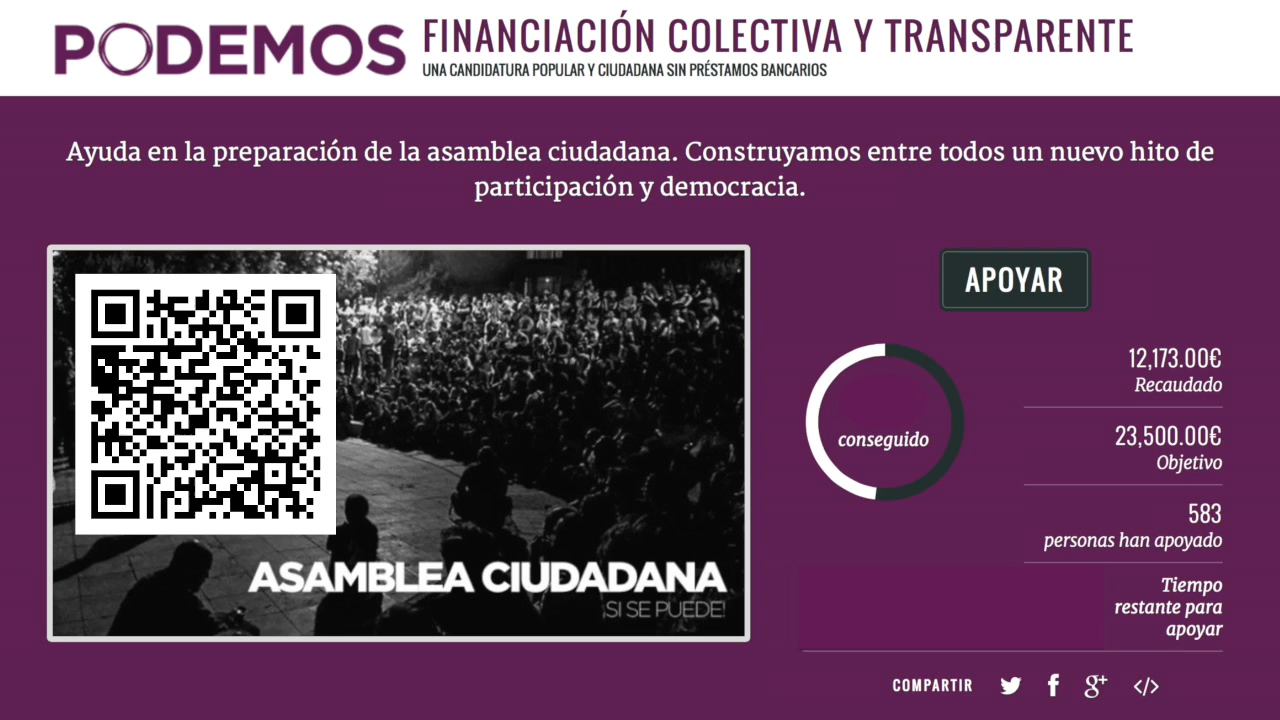 PODEMOS
FINANCIACIÓN COLECTIVA Y TRANSPARENTE
UNA CANDIDATURA POPULAR Y CIUDADANA SIN PRÉSTAMOS BANCARIOS
Ayuda en la preparación de la asamblea ciudadana. Construyamos entre todos un nuevo hito de
participación y democracia.
ASAMBLEA CIUDADANA
¡SI SE PUEDE!
APOYAR
conseguido
12,173.00€
Recaudado
23,500.00€
Objetivo
583
personas han apoyado
Tiempo
restante para
apoyar
COMPARTIR